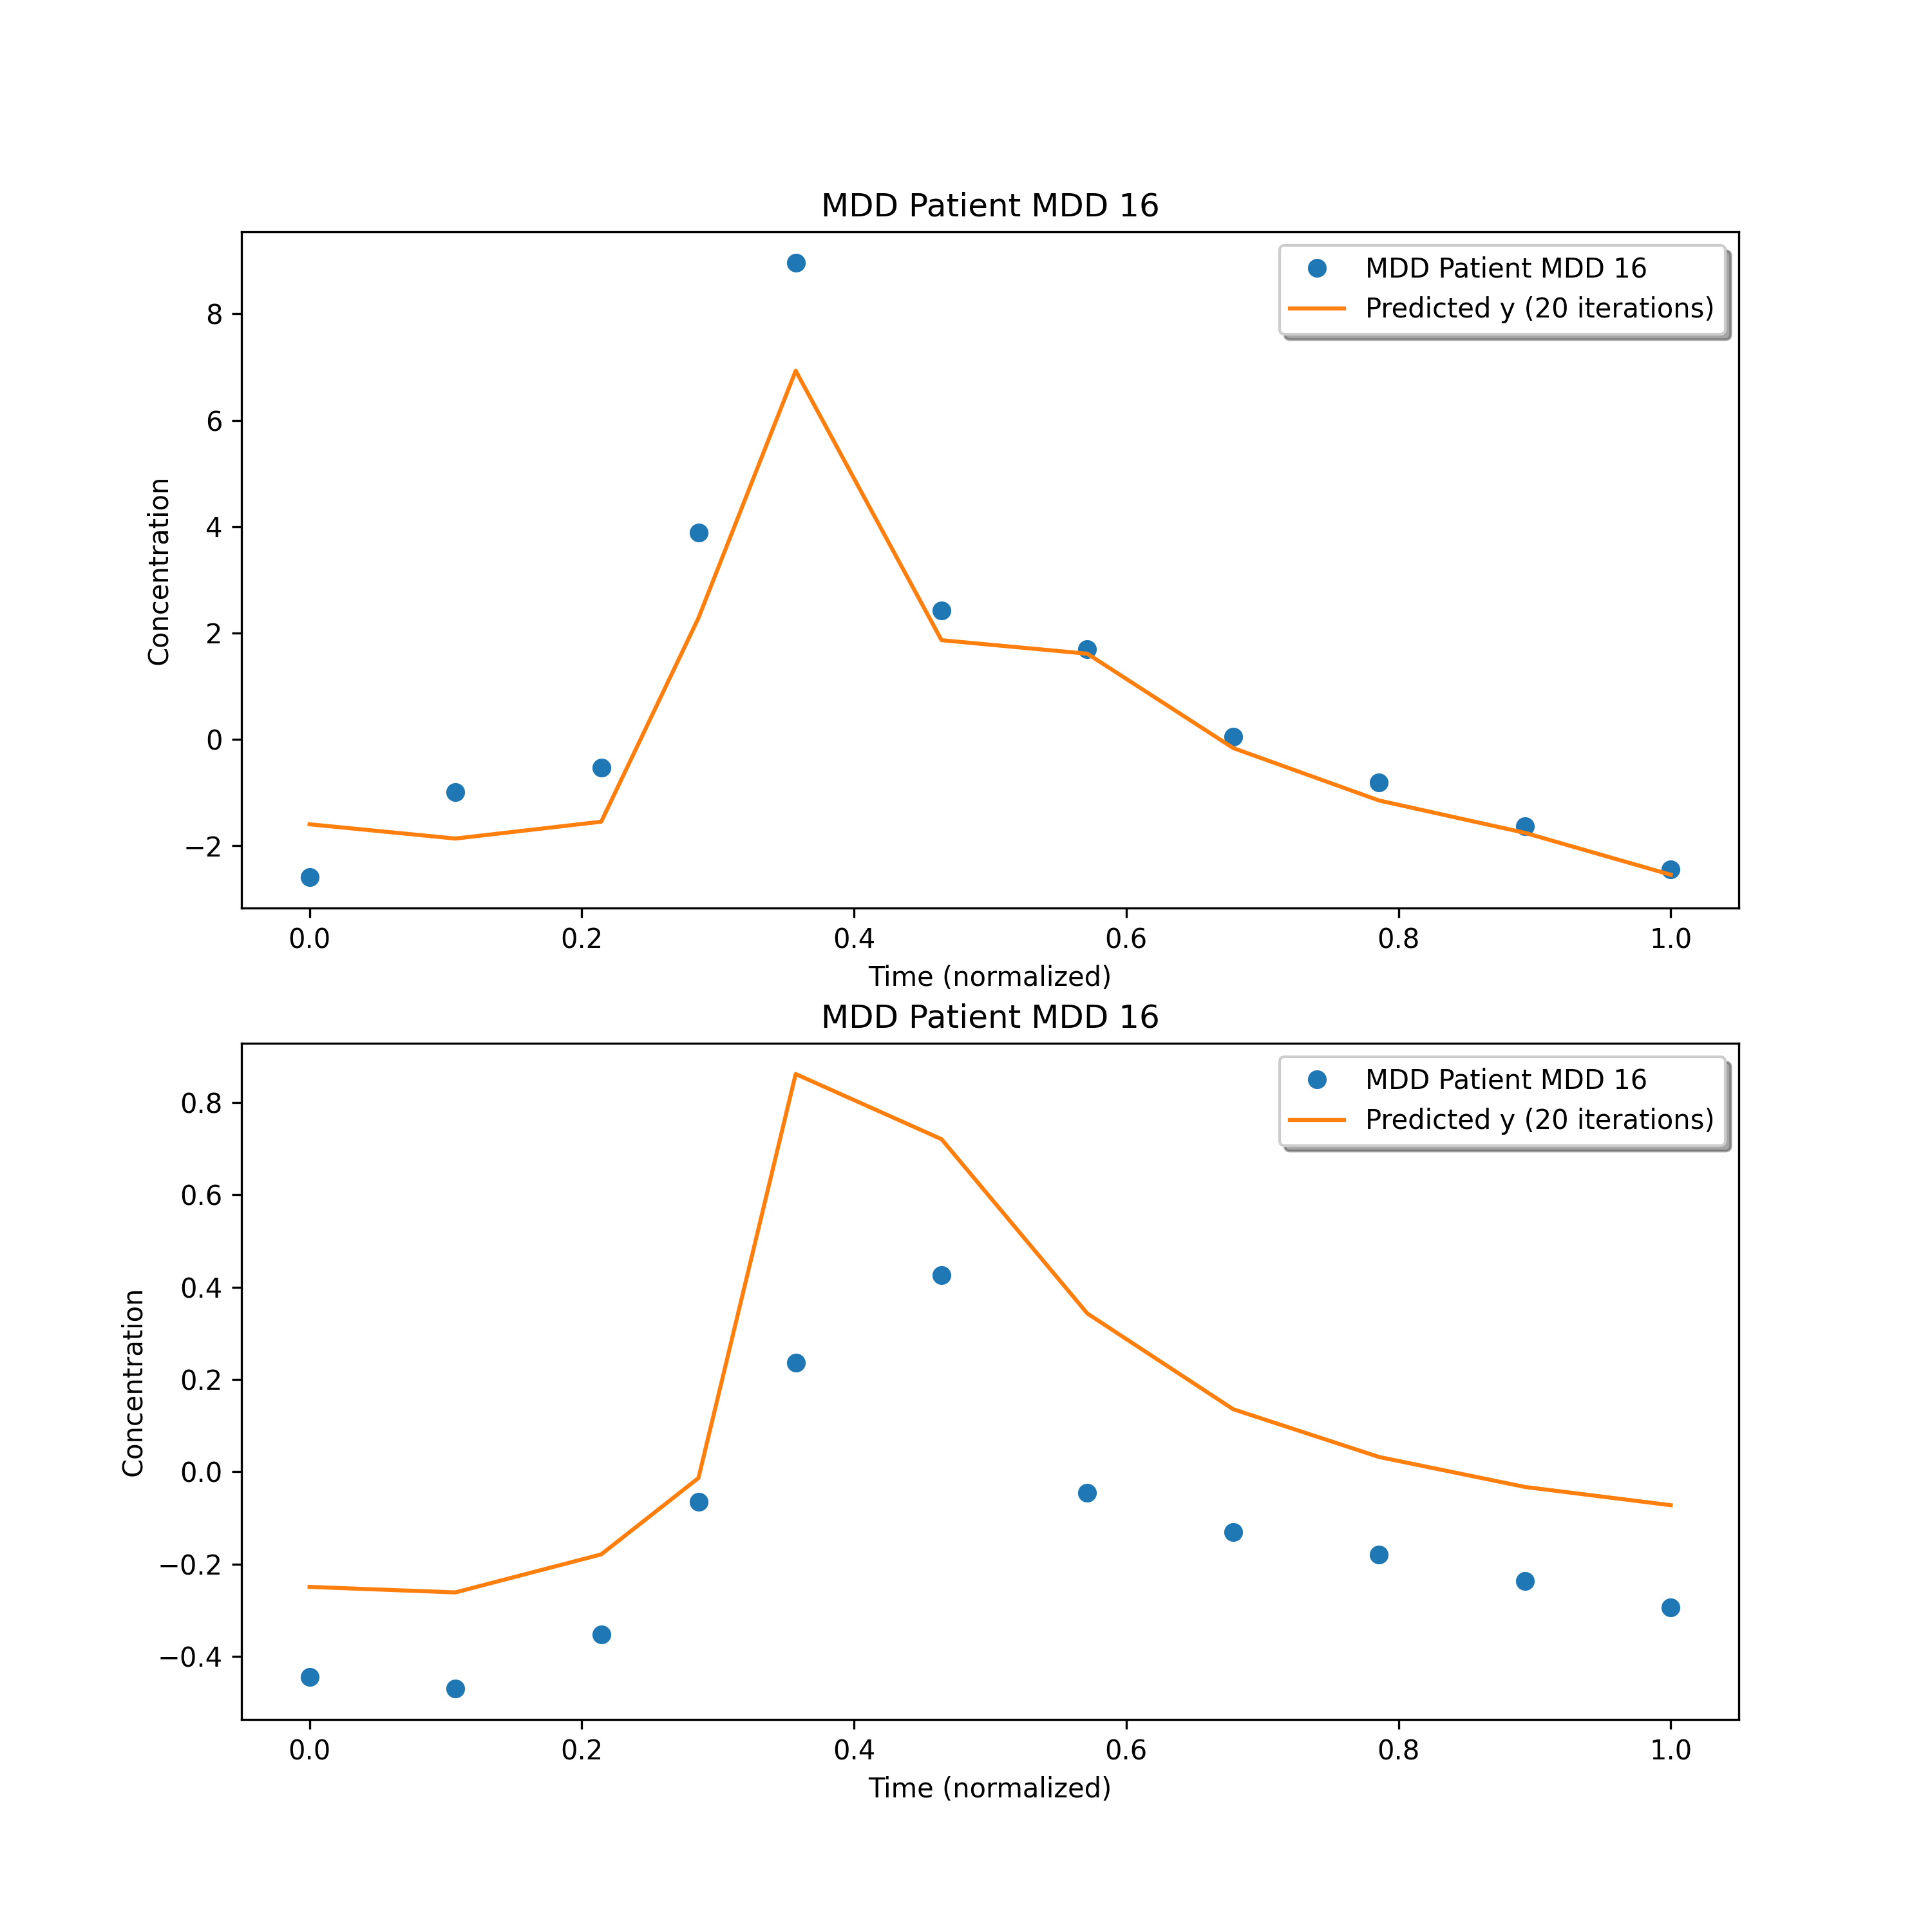 MDD Patient MDD 16
MDD Patient MDD 16
Predicted y (20 iterations)
8
6
4
2
0
−2
Concentration
0.0 0.2 0.4 0.6 0.8 1.0
Time (normalized)
MDD Patient MDD 16
MDD Patient MDD 16
Predicted y (20 iterations)
0.8
0.6
0.4
0.2
0.0
−0.2
−0.4
Concentration
0.0 0.2 0.4 0.6 0.8 1.0
Time (normalized)